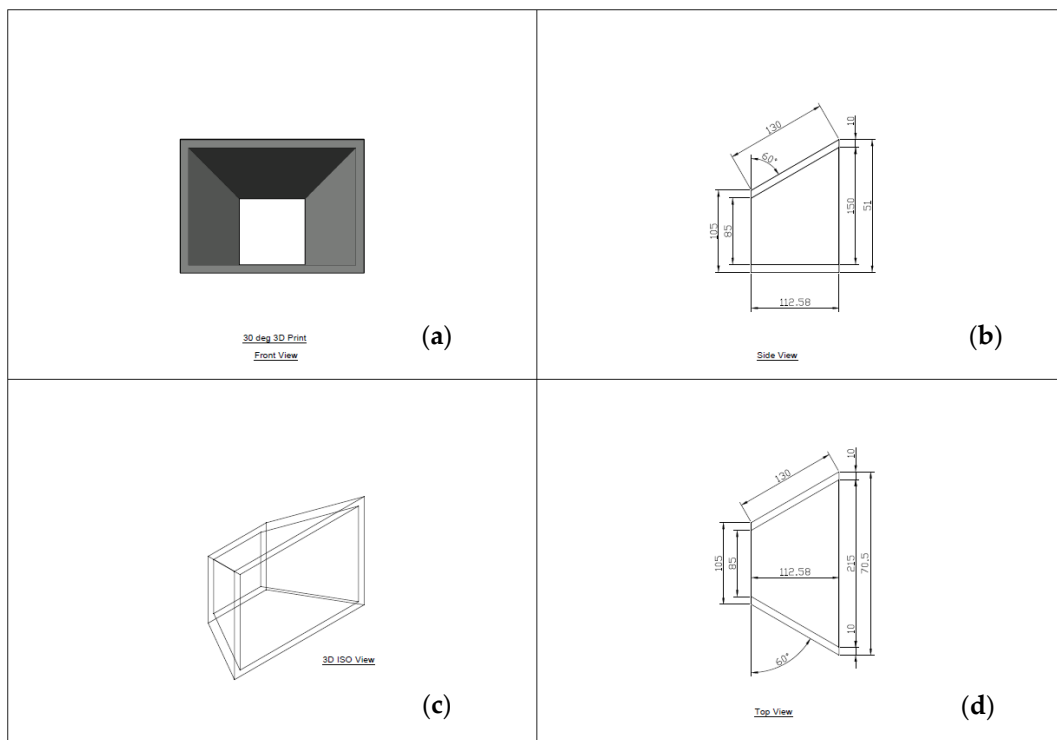 30 deg 3D Print
Front View
(a)
130
60°
10
105
85
150
51
112.58
Side View
(b)
3D ISO View
(c)
130
10
105
85
112.58
215
70.5
10
60°
Top View
(d)